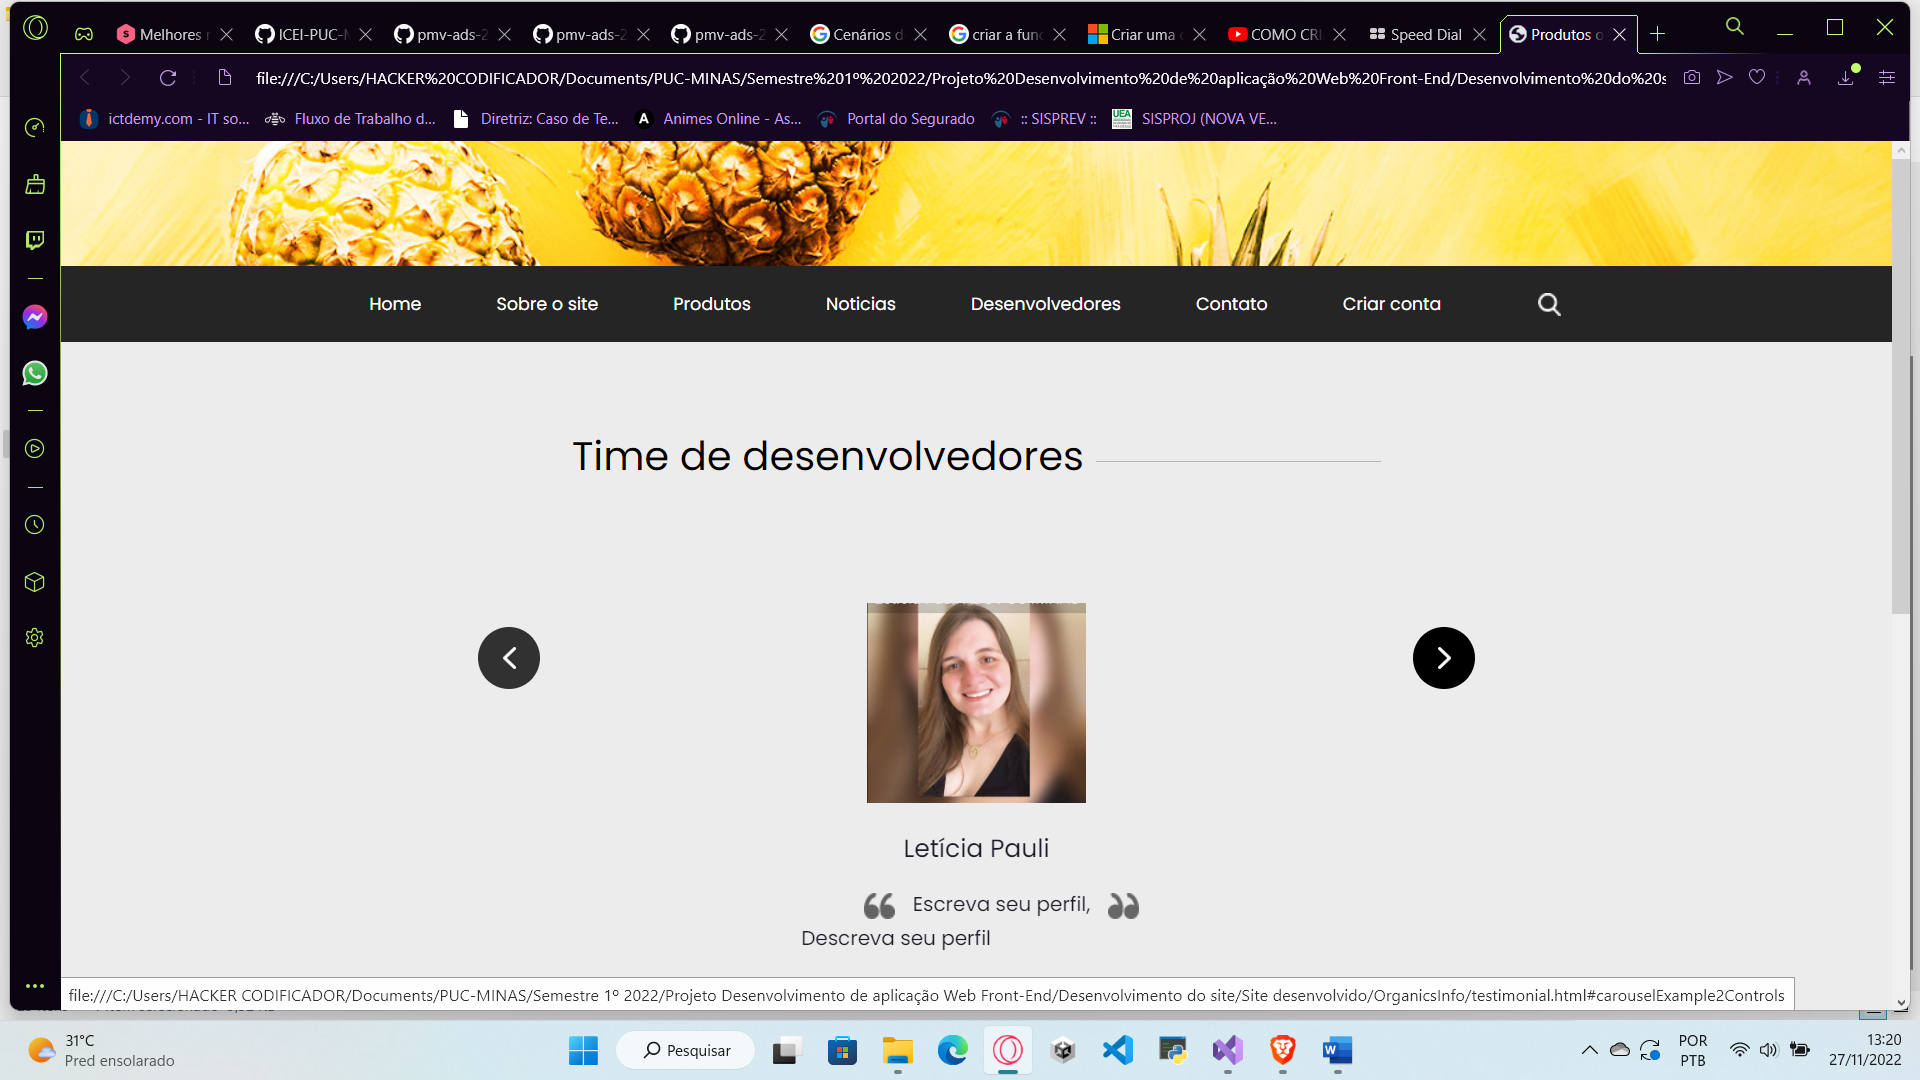 Melhores
ICEI-PUC-M
pmv-ads-2
pmv-ads-2
pmv-ads-2
Cenários d
criar a fun
Criar uma
COMO CRI
Speed Dial
Produtos o
file:///C:/Users/HACKER%20CODIFICADOR/Documents/PUC-MINAS/Semestre%201º%202022/Projeto%20Desenvolvimento%20de%20aplicação%20Web%20Front-End/Desenvolvimento%20do%20s
ictdemy.com - IT so...
Fluxo de Trabalho d...
Diretriz: Caso de Te...
A
Animes Online - As...
Portal do Segurado
:: SISPREV ::
UEA
SISPROJ (NOVA VE...
Home
Sobre o site
Produtos
Noticias
Desenvolvedores
Contato
Criar conta
Time de desenvolvedores
Letícia Pauli
❝ Escreva seu perfil, ❞
Descreva seu perfil
file:///C:/Users/HACKER CODIFICADOR/Documents/PUC-MINAS/Semestre 1º 2022/Projeto Desenvolvimento de aplicação Web Front-End/Desenvolvimento do site/Site desenvolvido/OrganicsInfo/testimonial.html#carouselExample2Controls
31°C
Pred ensolarado
Pesquisar
POR
PTB
13:20
27/11/2022